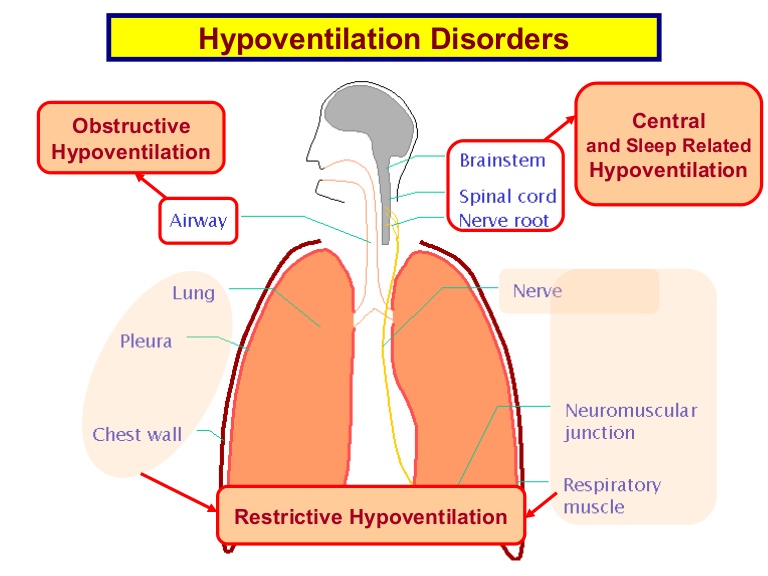 Hypoventilation Disorders
Obstructive
Hypoventilation
Central
and Sleep Related
Hypoventilation
Brainstem
Spinal cord
Nerve root
Airway
Lung
Nerve
Pleura
Chest wall
Neuromuscular
junction
Respiratory
muscle
Restrictive Hypoventilation